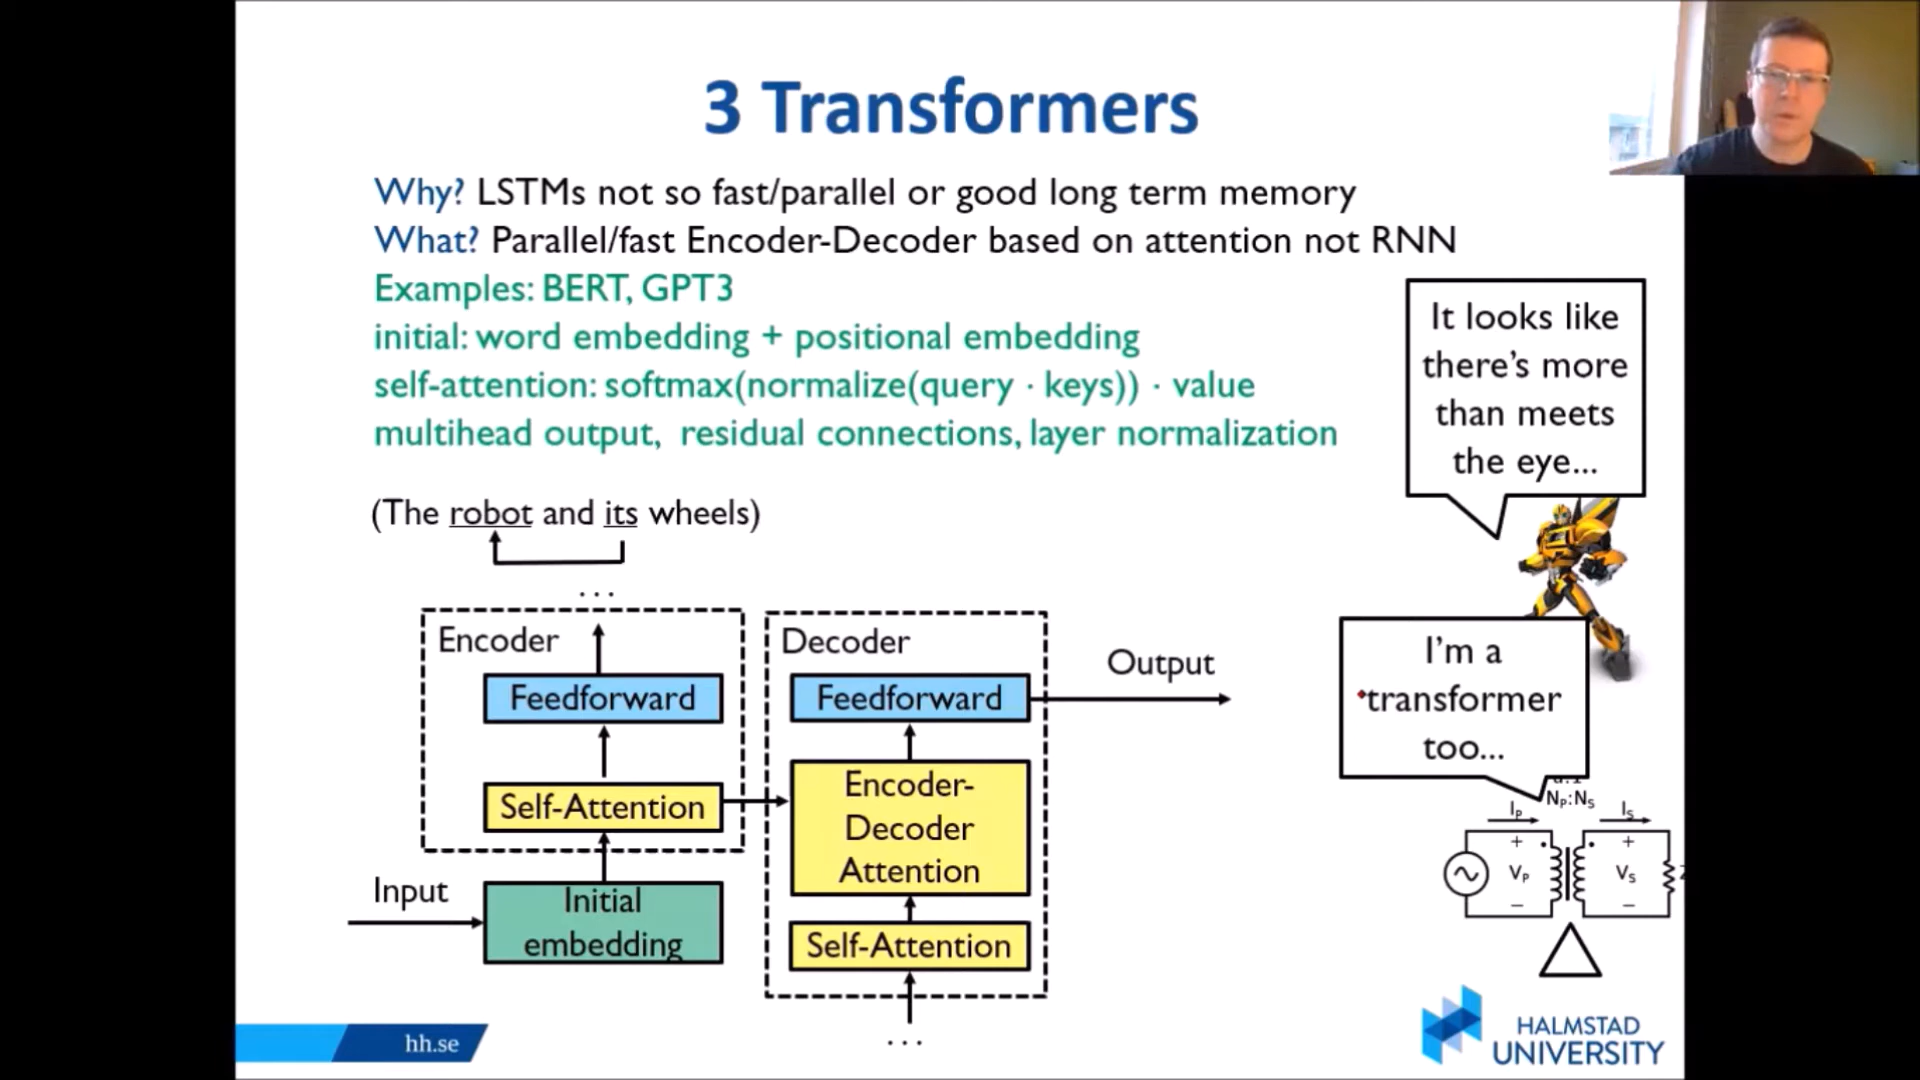 3 Transformers
Why? LSTMs not so fast/parallel or good long term memory
What? Parallel/fast Encoder-Decoder based on attention not RNN
Examples: BERT, GPT3
initial: word embedding + positional embedding
self-attention: softmax(normalize(query · keys)) · value
multihead output, residual connections, layer normalization
It looks like
there's more
than meets
the eye...
(The robot and its wheels)
...
Encoder
Feedforward
Self-Attention
Input
Initial
embedding
Decoder
Feedforward
Encoder-
Decoder
Attention
Self-Attention
...
Output
I'm a
transformer
too...
NP:NS
IP
IS
+
+
VP
VS
−
−
hh.se
HALMSTAD
UNIVERSITY